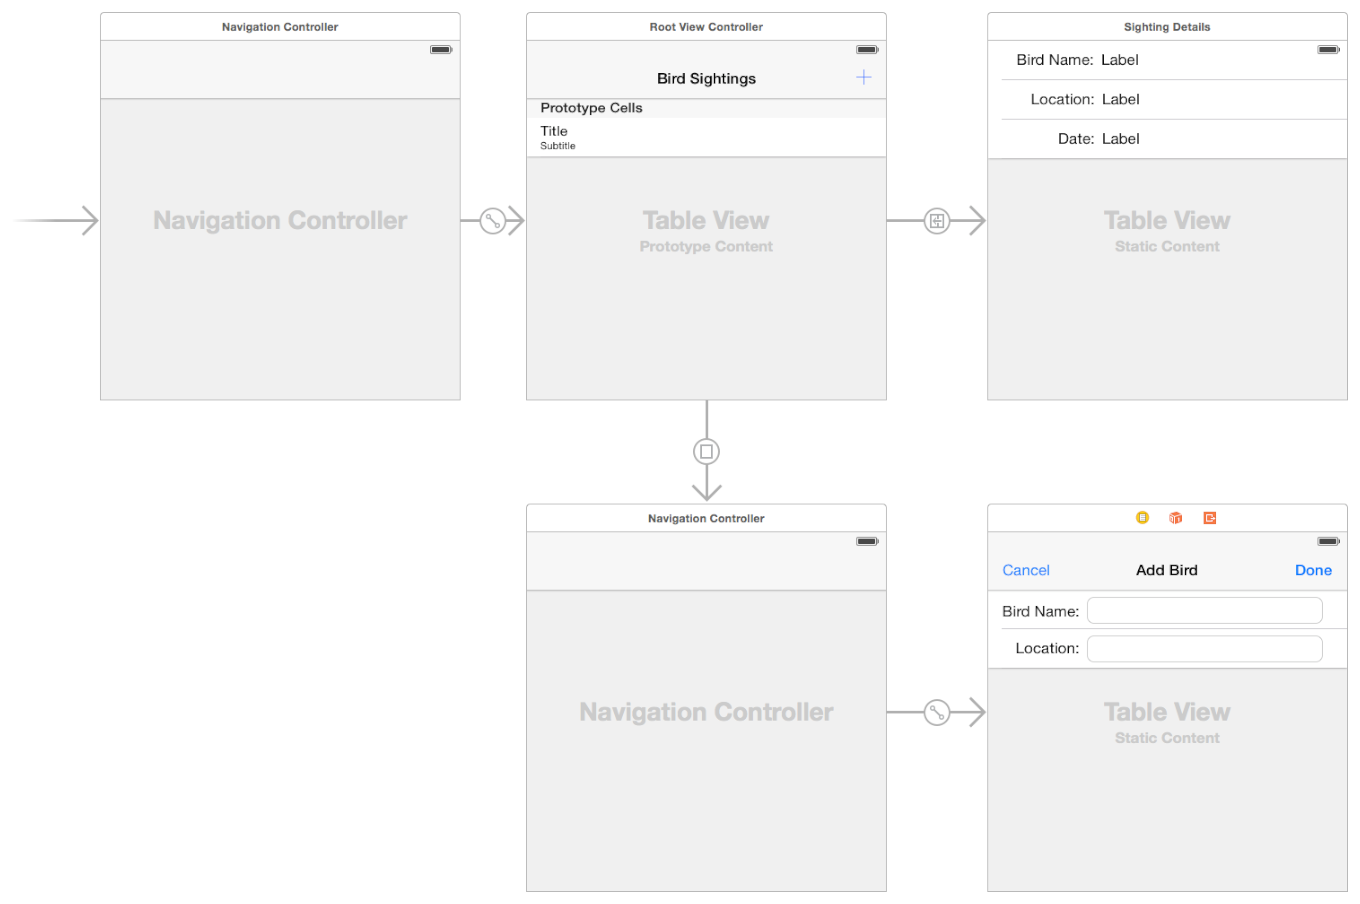 Navigation Controller
Navigation Controller
Root View Controller
Bird Sightings
+
Prototype Cells
Title
Subtitle
Table View
Prototype Content
Sighting Details
Bird Name: Label
Location: Label
Date: Label
Table View
Static Content
Navigation Controller
Navigation Controller
Cancel Add Bird Done
Bird Name:
Location:
Table View
Static Content